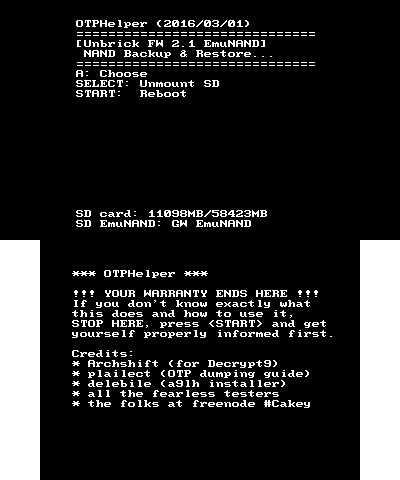 OTPHelper (2016/03/01)
==============================
[Unbrick FW 2.1 EmuNAND]
NAND Backup & Restore...
==============================
A: Choose
SELECT: Unmount SD
START:  Reboot
SD card: 11098MB/58423MB
SD EmuNAND: GW EmuNAND
*** OTPHelper ***
!!! YOUR WARRANTY ENDS HERE !!!
If you don't know exactly what
this does and how to use it,
STOP HERE, press <START> and get
yourself properly informed first.
Credits:
* Archshift (for Decrypt9)
* plailect (OTP dumping guide)
* delebile (a9lh installer)
* all the fearless testers
* the folks at freenode #Cakey